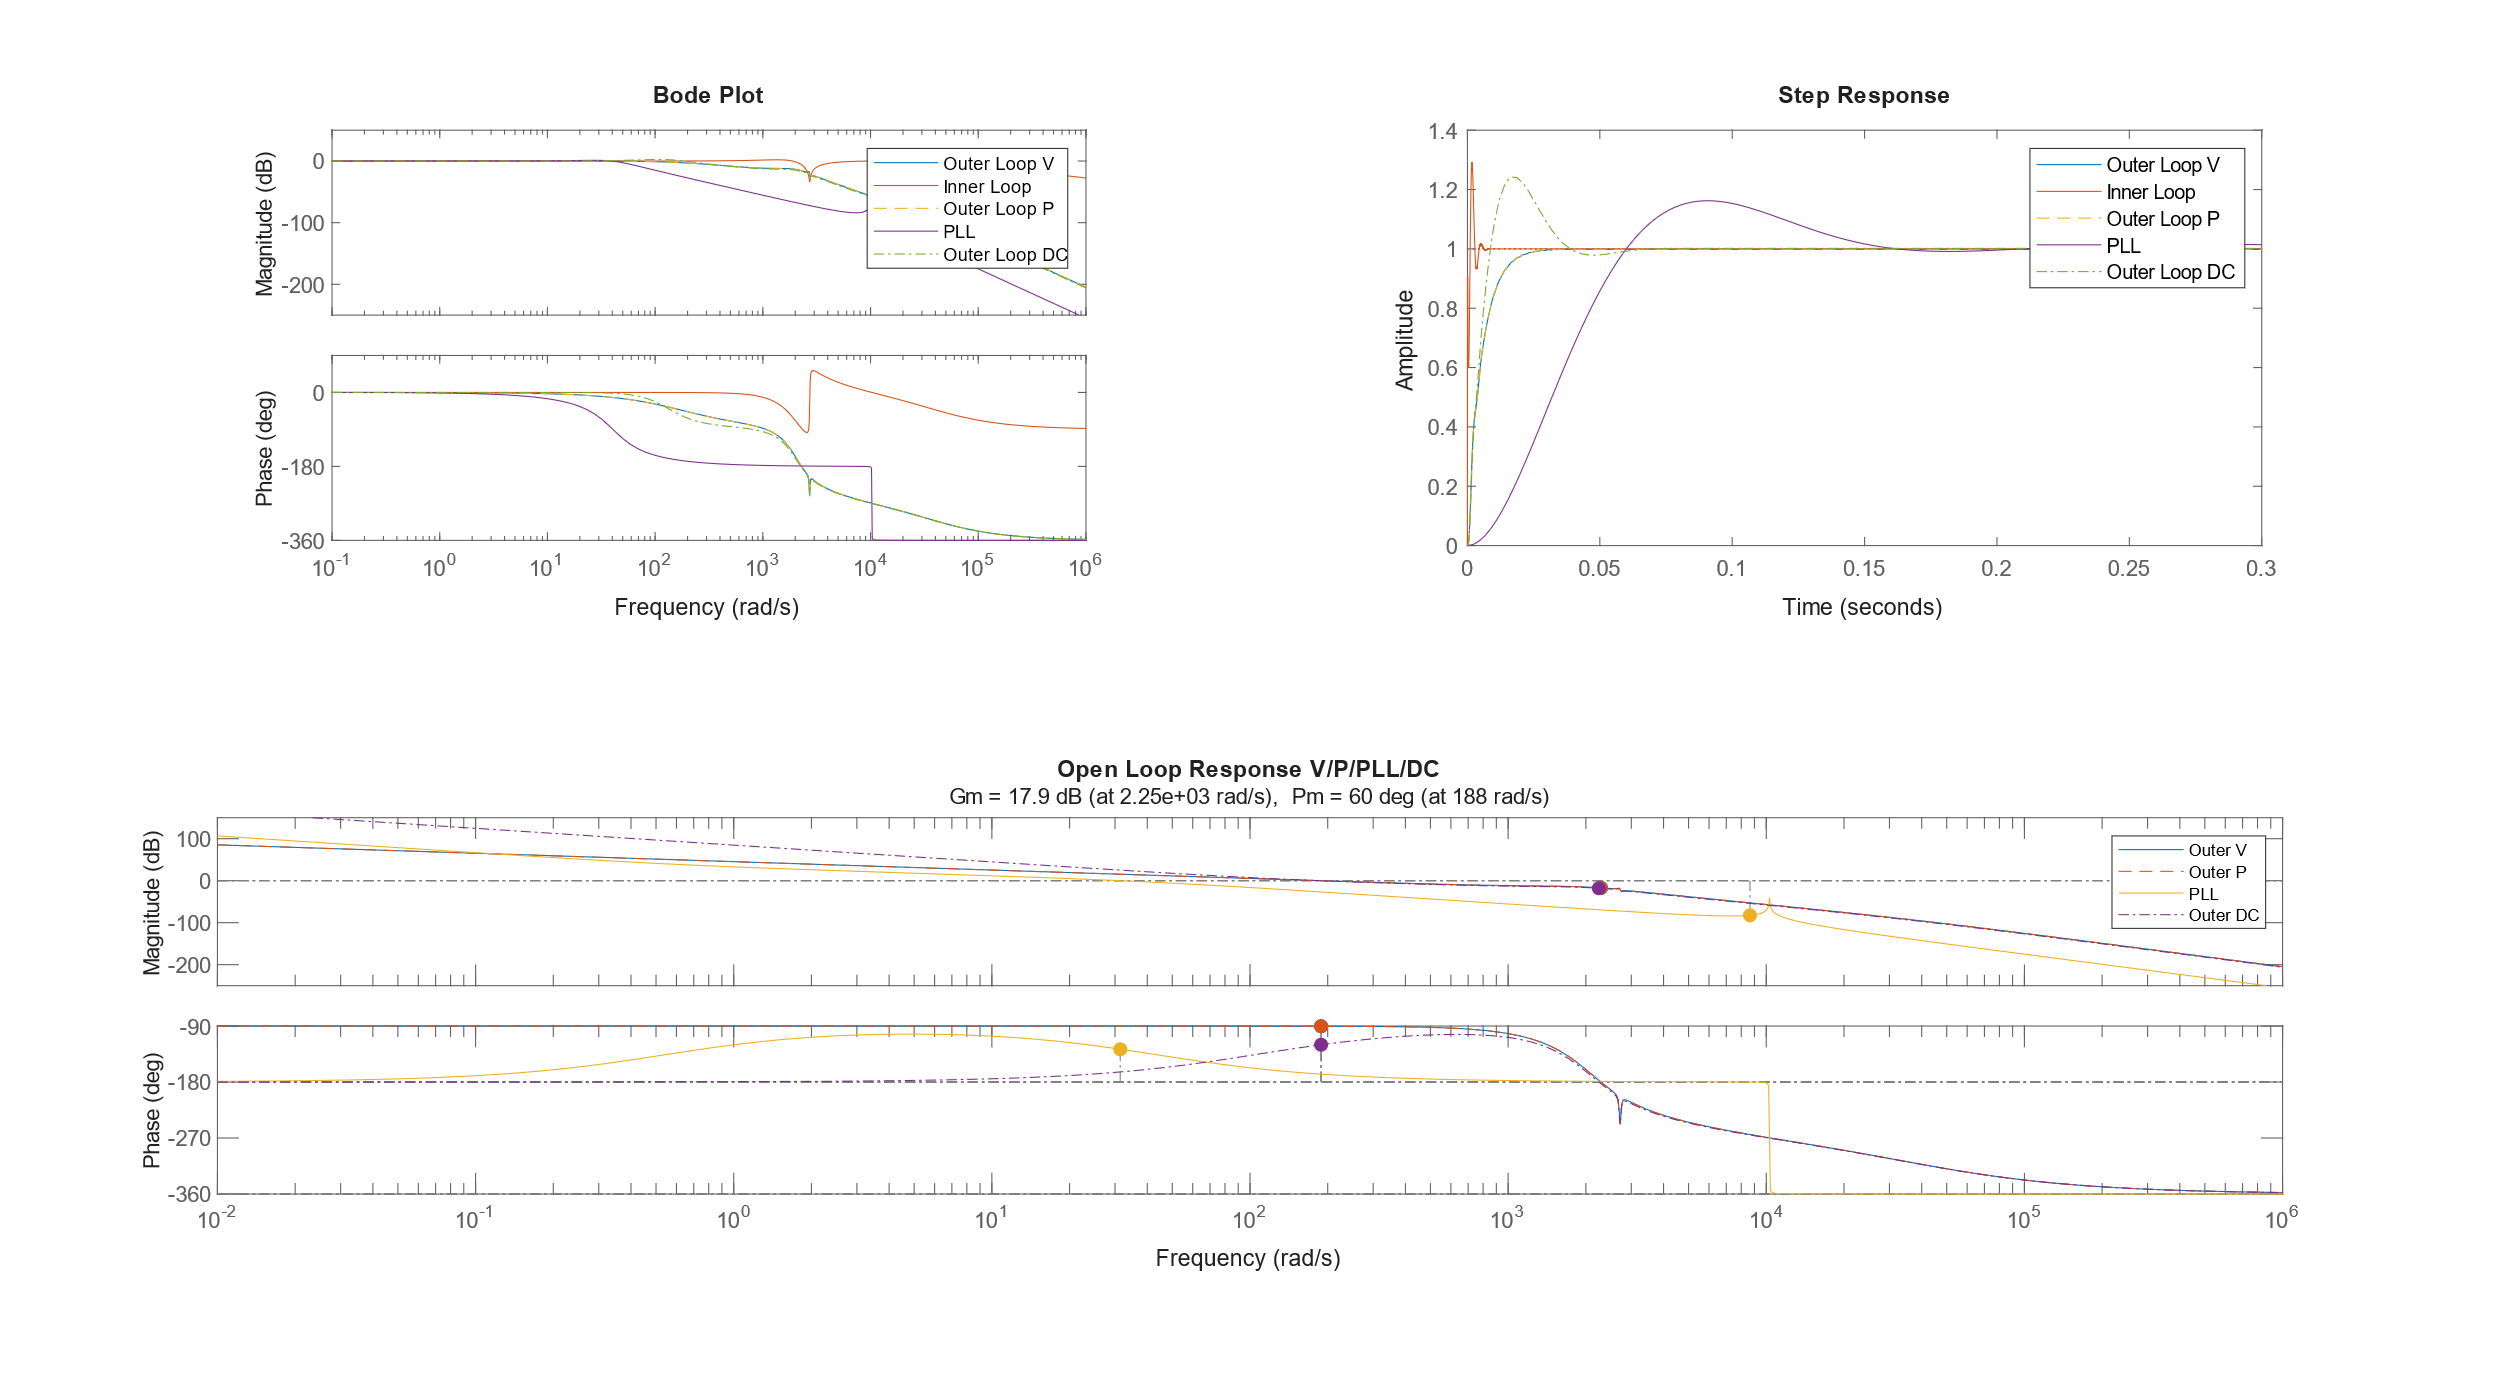 Bode Plot
Magnitude (dB)
0
-100
-200
Outer Loop V
Inner Loop
Outer Loop P
PLL
Outer Loop DC
Phase (deg)
0
-180
-360
10-1 100 101 102 103 104 105 106
Frequency (rad/s)
Step Response
Amplitude
1.4
1.2
1
0.8
0.6
0.4
0.2
0
Outer Loop V
Inner Loop
Outer Loop P
PLL
Outer Loop DC
0 0.05 0.1 0.15 0.2 0.25 0.3
Time (seconds)
Open Loop Response V/P/PLL/DC
Gm = 17.9 dB (at 2.25e+03 rad/s), Pm = 60 deg (at 188 rad/s)
Magnitude (dB)
100
0
-100
-200
Outer V
Outer P
PLL
Outer DC
Phase (deg)
-90
-180
-270
-360
10-2 10-1 100 101 102 103 104 105 106
Frequency (rad/s)